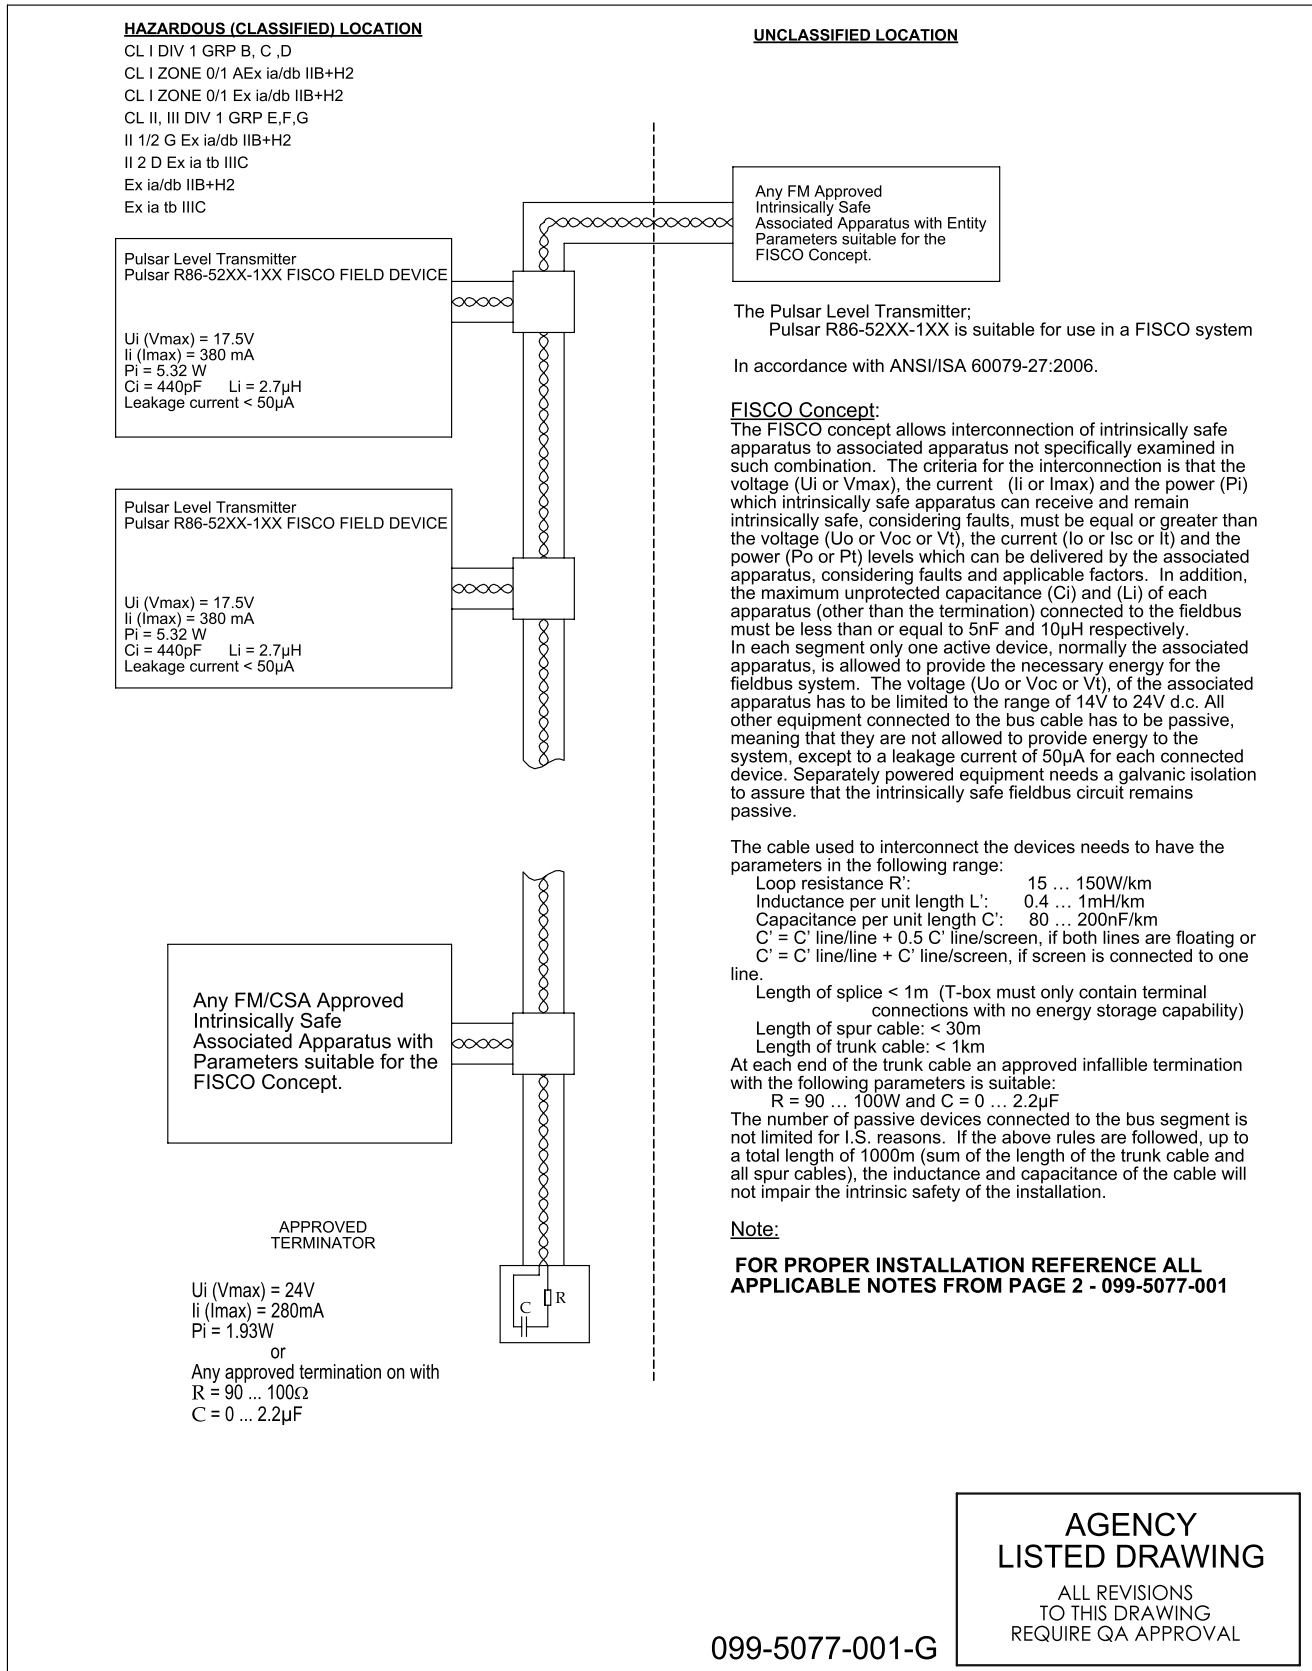 HAZARDOUS (CLASSIFIED) LOCATION
CL I DIV 1 GRP B, C ,D
CL I ZONE 0/1 AEx ia/db IIB+H2
CL I ZONE 0/1 Ex ia/db IIB+H2
CL II, III DIV 1 GRP E,F,G
II 1/2 G Ex ia/db IIB+H2
II 2 D Ex ia tb IIIC
Ex ia/db IIB+H2
Ex ia tb IIIC
Pulsar Level Transmitter
Pulsar R86-52XX-1XX FISCO FIELD DEVICE
Ui (Vmax) = 17.5V
Ii (Imax) = 380 mA
Pi = 5.32 W
Ci = 440pF Li = 2.7µH
Leakage current < 50µA
Pulsar Level Transmitter
Pulsar R86-52XX-1XX FISCO FIELD DEVICE
Ui (Vmax) = 17.5V
Ii (Imax) = 380 mA
Pi = 5.32 W
Ci = 440pF Li = 2.7µH
Leakage current < 50µA
Any FM/CSA Approved
Intrinsically Safe
Associated Apparatus with
Parameters suitable for the
FISCO Concept.
APPROVED
TERMINATOR
Ui (Vmax) = 24V
Ii (Imax) = 280mA
Pi = 1.93W
or
Any approved termination on with
R = 90 ... 100Ω
C = 0 ... 2.2µF
C
R
UNCLASSIFIED LOCATION
Any FM Approved
Intrinsically Safe
Associated Apparatus with Entity
Parameters suitable for the
FISCO Concept.
The Pulsar Level Transmitter;
Pulsar R86-52XX-1XX is suitable for use in a FISCO system
In accordance with ANSI/ISA 60079-27:2006.
FISCO Concept:
The FISCO concept allows interconnection of intrinsically safe
apparatus to associated apparatus not specifically examined in
such combination. The criteria for the interconnection is that the
voltage (Ui or Vmax), the current (Ii or Imax) and the power (Pi)
which intrinsically safe apparatus can receive and remain
intrinsically safe, considering faults, must be equal or greater than
the voltage (Uo or Voc or Vt), the current (Io or Isc or It) and the
power (Po or Pt) levels which can be delivered by the associated
apparatus, considering faults and applicable factors. In addition,
the maximum unprotected capacitance (Ci) and (Li) of each
apparatus (other than the termination) connected to the fieldbus
must be less than or equal to 5nF and 10µH respectively.
In each segment only one active device, normally the associated
apparatus, is allowed to provide the necessary energy for the
fieldbus system. The voltage (Uo or Voc or Vt), of the associated
apparatus has to be limited to the range of 14V to 24V d.c. All
other equipment connected to the bus cable has to be passive,
meaning that they are not allowed to provide energy to the
system, except to a leakage current of 50µA for each connected
device. Separately powered equipment needs a galvanic isolation
to assure that the intrinsically safe fieldbus circuit remains
passive.
The cable used to interconnect the devices needs to have the
parameters in the following range:
Loop resistance R': 15 … 150W/km
Inductance per unit length L': 0.4 … 1mH/km
Capacitance per unit length C': 80 … 200nF/km
C' = C' line/line + 0.5 C' line/screen, if both lines are floating or
C' = C' line/line + C' line/screen, if screen is connected to one
line.
Length of splice < 1m (T-box must only contain terminal
connections with no energy storage capability)
Length of spur cable: < 30m
Length of trunk cable: < 1km
At each end of the trunk cable an approved infallible termination
with the following parameters is suitable:
R = 90 … 100W and C = 0 … 2.2µF
The number of passive devices connected to the bus segment is
not limited for I.S. reasons. If the above rules are followed, up to
a total length of 1000m (sum of the length of the trunk cable and
all spur cables), the inductance and capacitance of the cable will
not impair the intrinsic safety of the installation.
Note:
FOR PROPER INSTALLATION REFERENCE ALL
APPLICABLE NOTES FROM PAGE 2 - 099-5077-001
099-5077-001-G
AGENCY
LISTED DRAWING
ALL REVISIONS
TO THIS DRAWING
REQUIRE QA APPROVAL